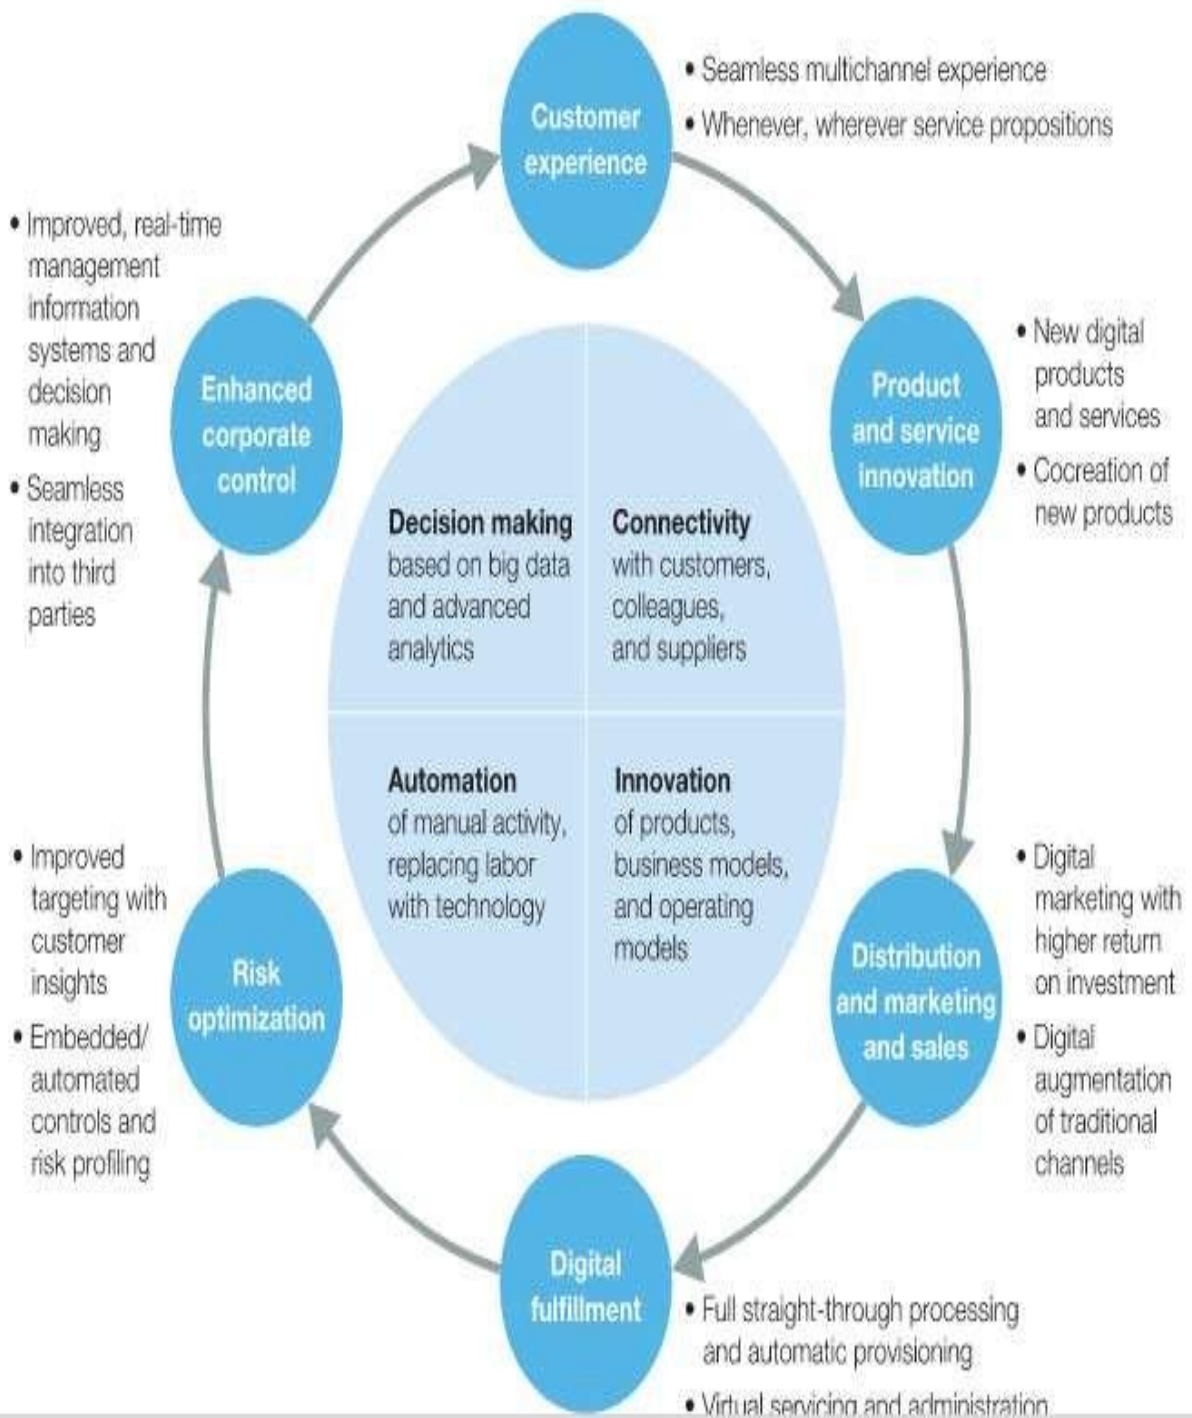 Customer
experience
• Seamless multichannel experience
• Whenever, wherever service propositions
Product
and service
innovation
• New digital
products
and services
• Cocreation of
new products
Distribution
and marketing
and sales
• Digital
marketing with
higher return
on investment
• Digital
augmentation
of traditional
channels
Digital
fulfillment
• Full straight-through processing
and automatic provisioning
• Virtual servicing and administration
Risk
optimization
• Improved
targeting with
customer
insights
• Embedded/
automated
controls and
risk profiling
Enhanced
corporate
control
• Improved, real-time
management
information
systems and
decision
making
• Seamless
integration
into third
parties
Decision making
based on big data
and advanced
analytics
Connectivity
with customers,
colleagues,
and suppliers
Automation
of manual activity,
replacing labor
with technology
Innovation
of products,
business models,
and operating
models